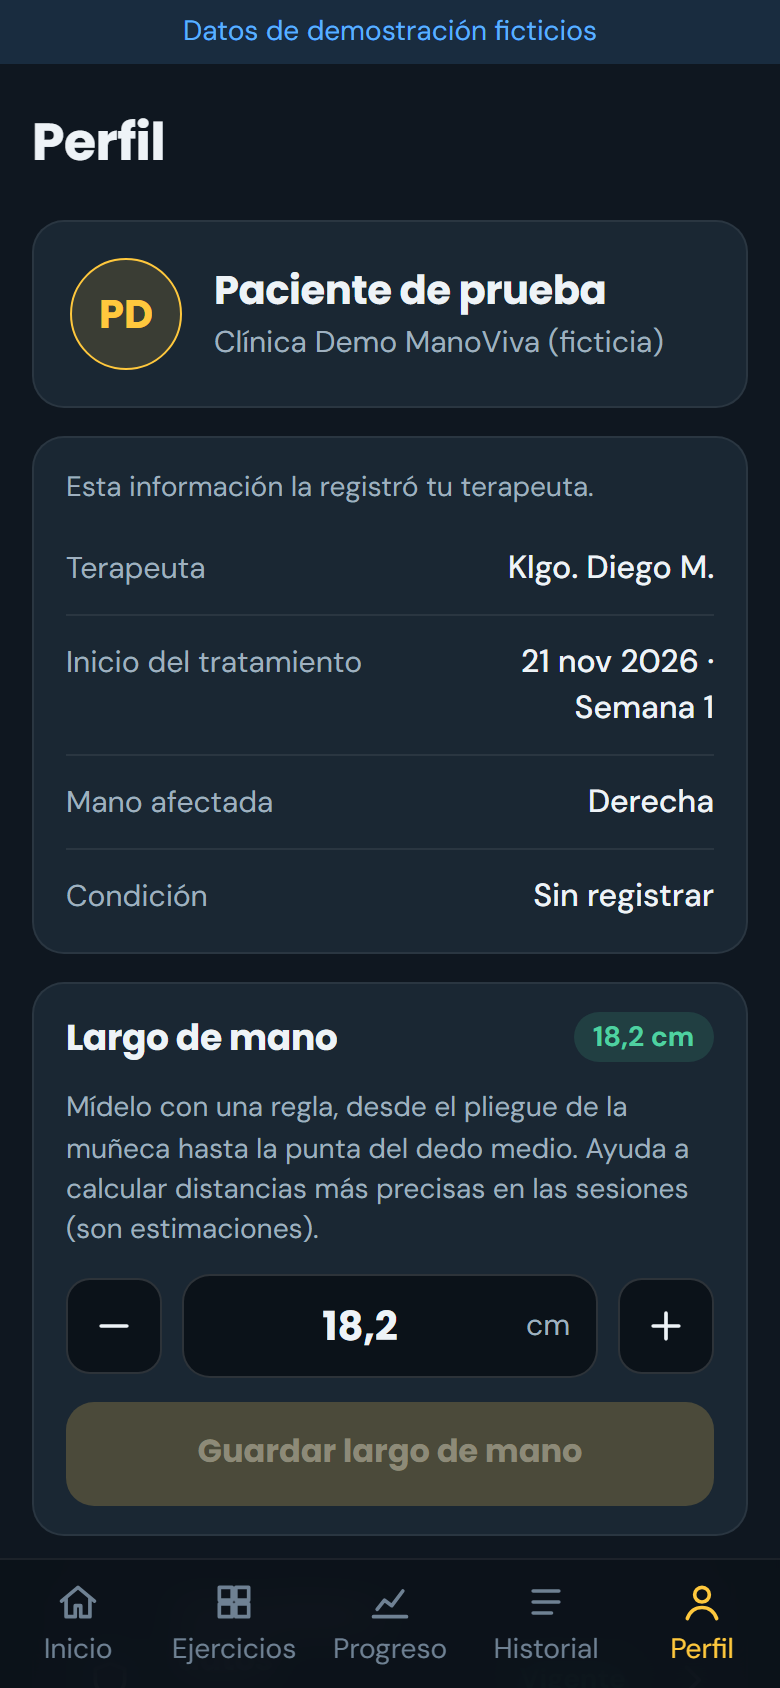 Datos de demostración ficticios
Perfil
PD
Paciente de prueba
Clínica Demo ManoViva (ficticia)
Esta información la registró tu terapeuta.
Terapeuta
Klgo. Diego M.
Inicio del tratamiento
21 nov 2026 ·
Semana 1
Mano afectada
Derecha
Condición
Sin registrar
Largo de mano
18,2 cm
Mídelo con una regla, desde el pliegue de la
muñeca hasta la punta del dedo medio. Ayuda a
calcular distancias más precisas en las sesiones
(son estimaciones).
18,2
cm
Guardar largo de mano
Inicio
Ejercicios
Progreso
Historial
Perfil